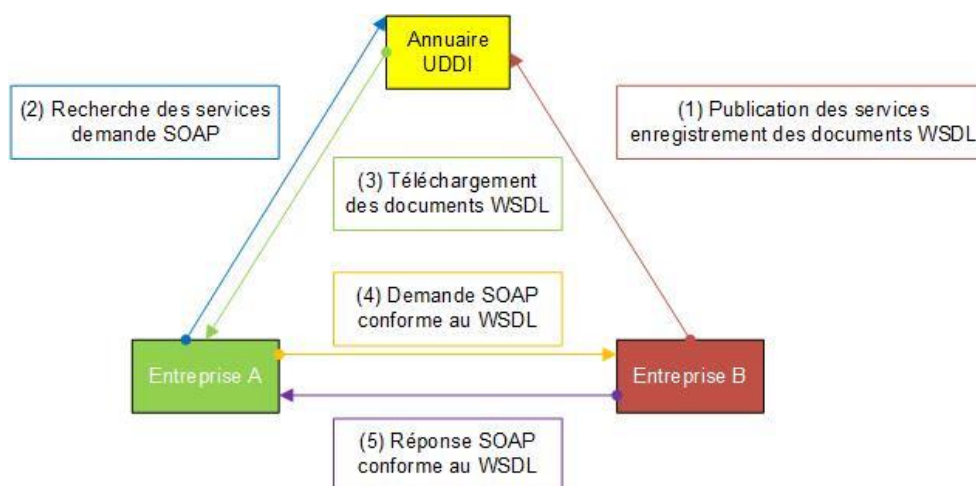 Annuaire
UDDI
(2) Recherche des services
demande SOAP
(1) Publication des services
enregistrement des documents WSDL
(3) Téléchargement
des documents WSDL
(4) Demande SOAP
conforme au WSDL
Entreprise A
Entreprise B
(5) Réponse SOAP
conforme au WSDL